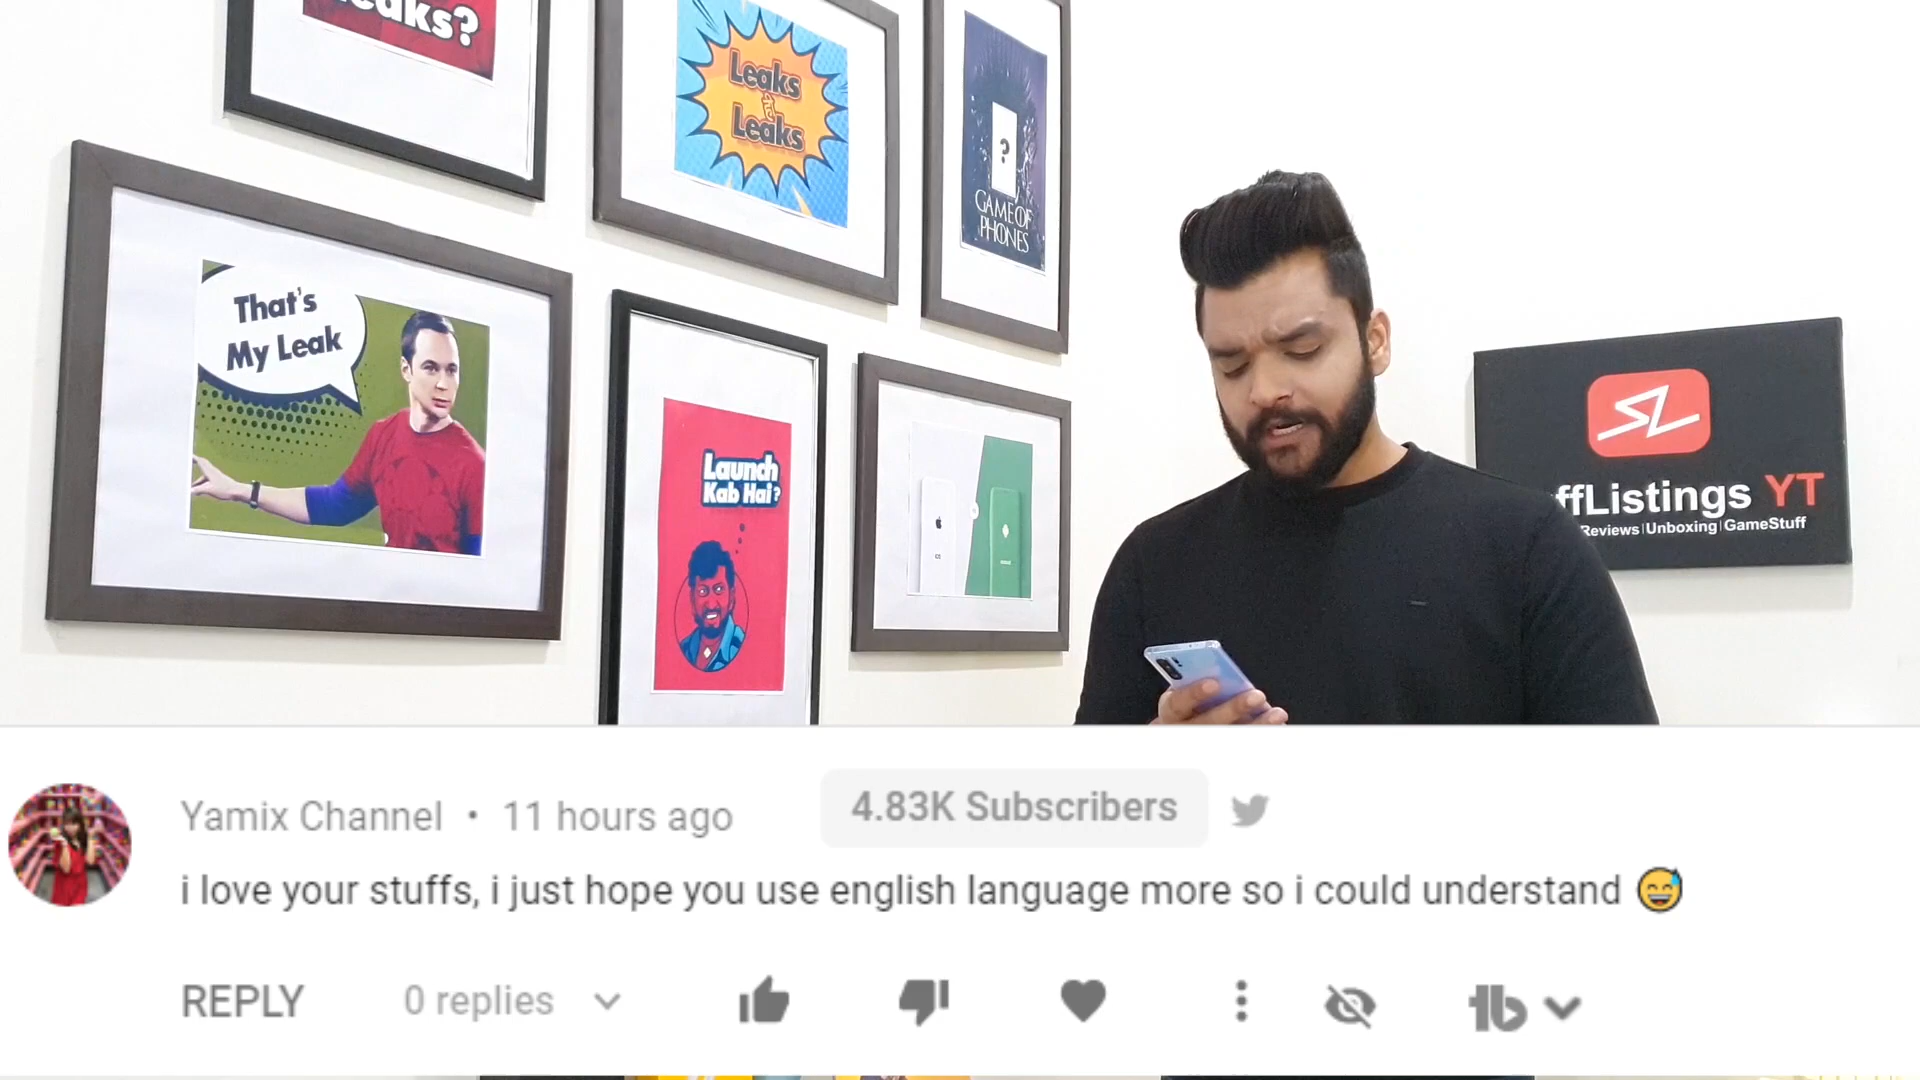 Leaks
है
Leaks
?
GAME OF
PHONES
That's
My Leak
Launch
Kab Hai?
YT
Reviews | Unboxing | GameStuff
Yamix Channel • 11 hours ago
4.83K Subscribers
i love your stuffs, i just hope you use english language more so i could understand 😅
REPLY
0 replies